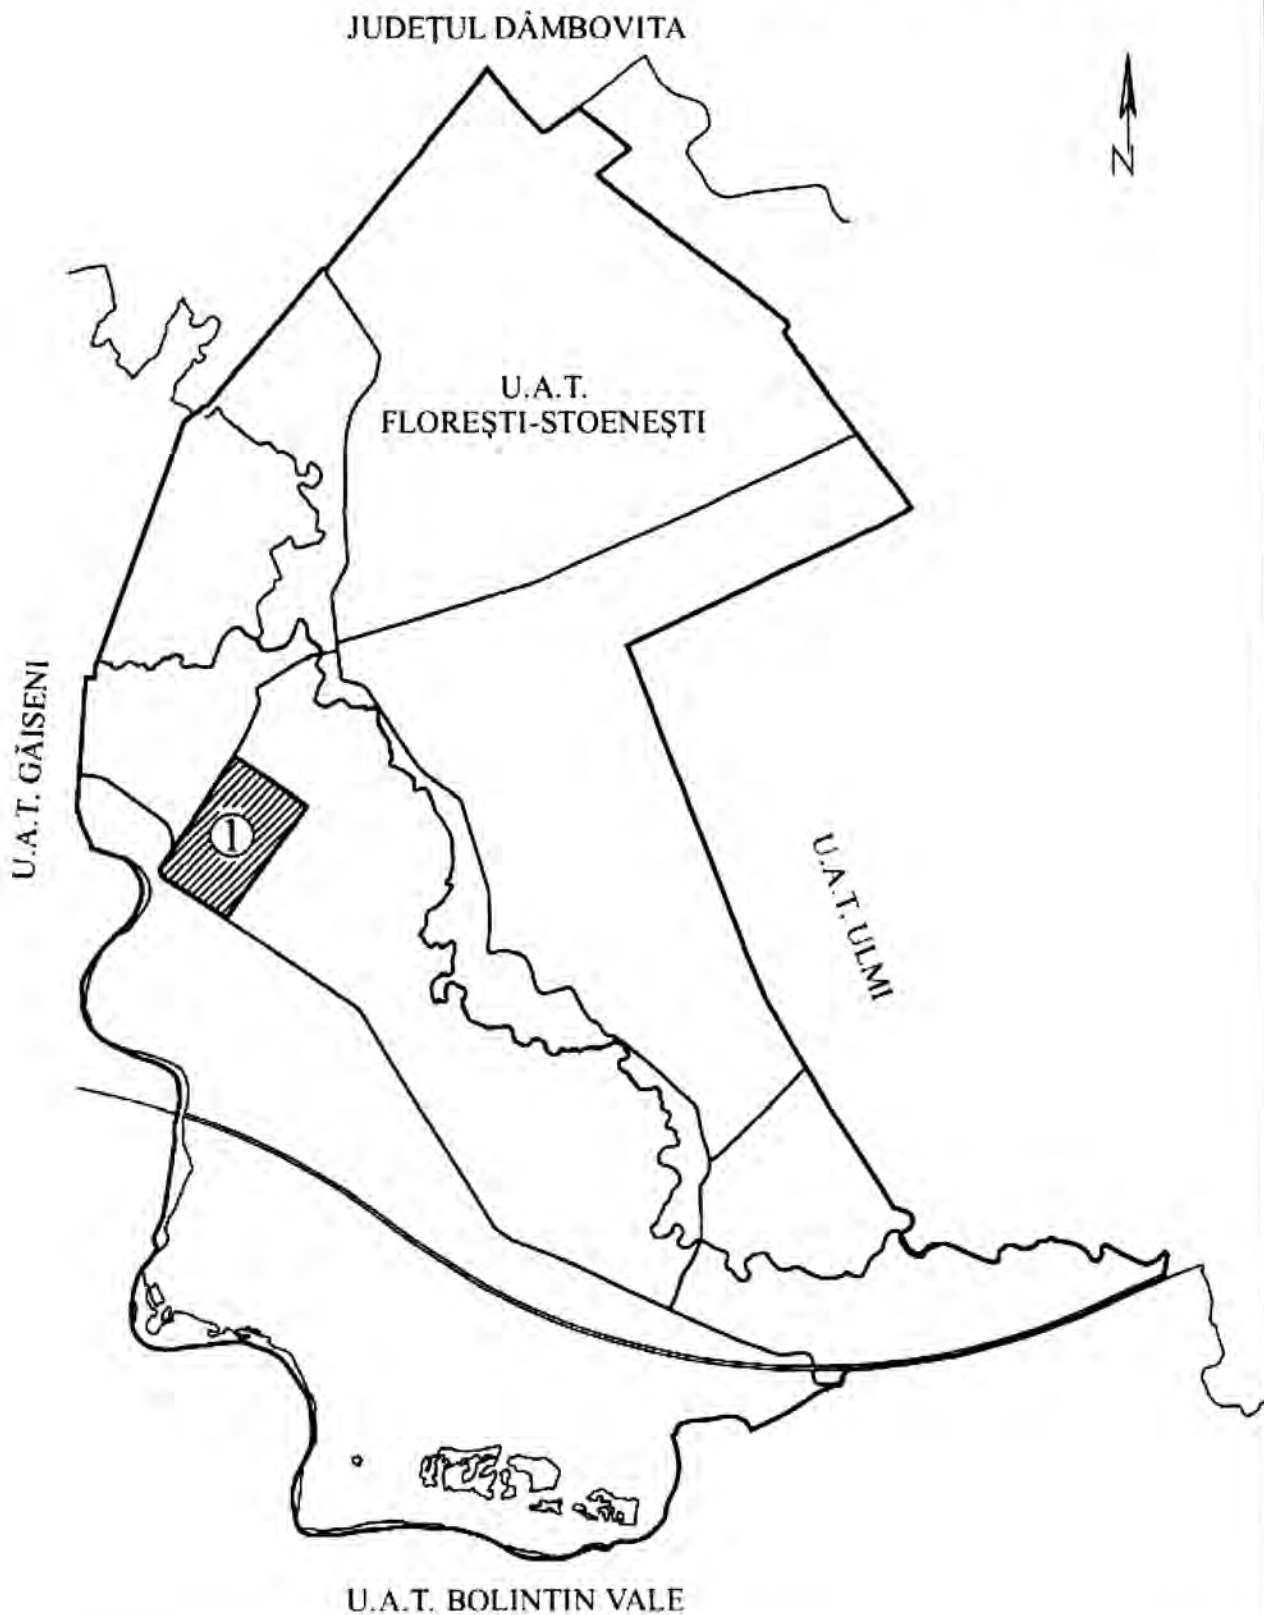 JUDEȚUL DÂMBOVITA
N
U.A.T.
FLOREȘTI-STOENEȘTI
U.A.T. GĂISENI
1
U.A.T. ULMI
U.A.T. BOLINTIN VALE